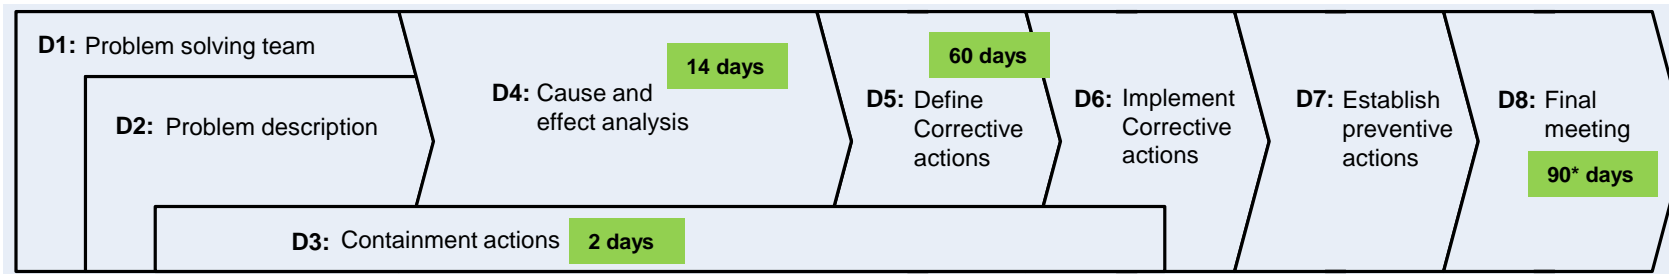 D1: Problem solving team
D2: Problem description
D3: Containment actions
2 days
D4: Cause and
effect analysis
14 days
60 days
D5: Define
Corrective
actions
D6: Implement
Corrective
actions
D7: Establish
preventive
actions
D8: Final
meeting
90* days